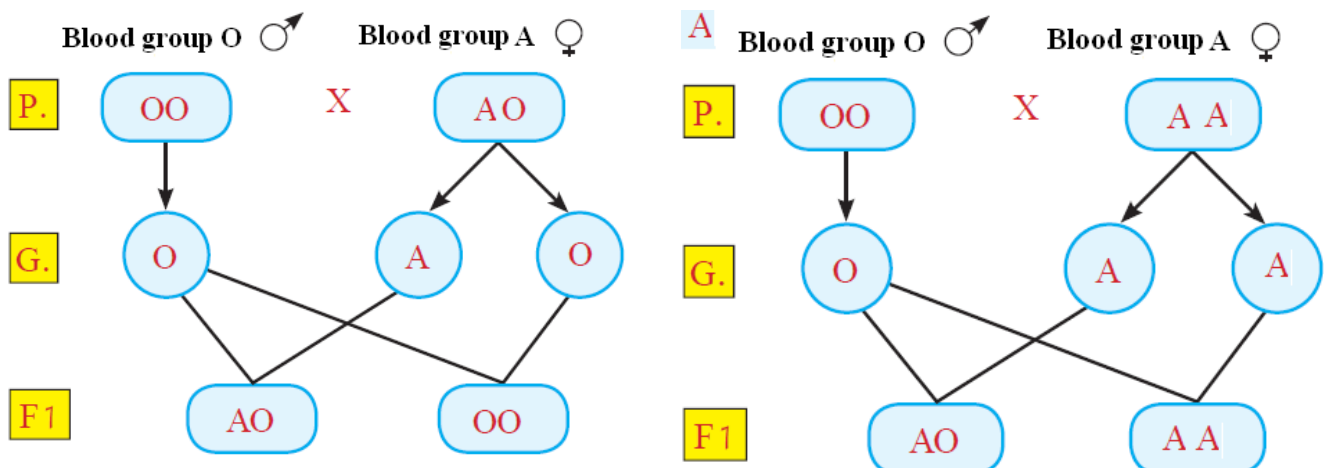 Blood group O Blood group A
P. OO X AO
G. O A O
F1 AO OO
A
Blood group O Blood group A
P. OO X A A
G. O A A
F1 AO A A